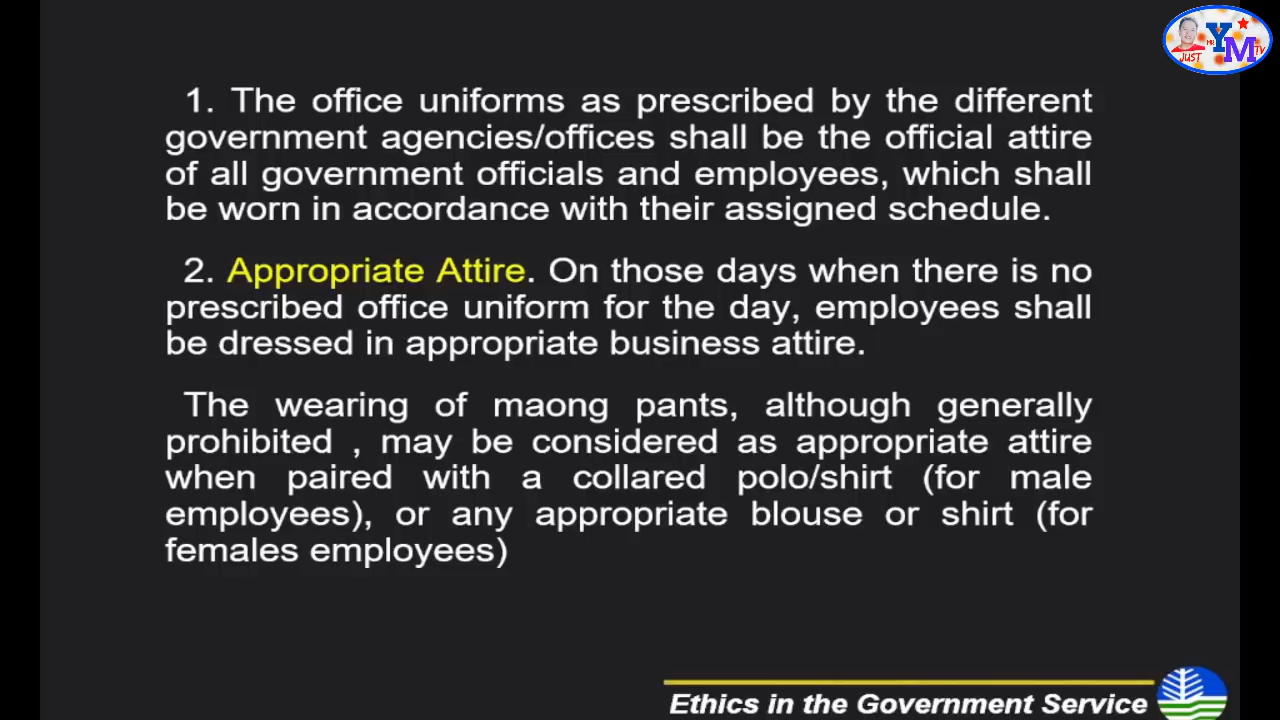 JUST
MR
YM
TV
1. The office uniforms as prescribed by the different
government agencies/offices shall be the official attire
of all government officials and employees, which shall
be worn in accordance with their assigned schedule.
2. Appropriate Attire. On those days when there is no
prescribed office uniform for the day, employees shall
be dressed in appropriate business attire.
The wearing of maong pants, although generally
prohibited , may be considered as appropriate attire
when paired with a collared polo/shirt (for male
employees), or any appropriate blouse or shirt (for
females employees)
Ethics in the Government Service